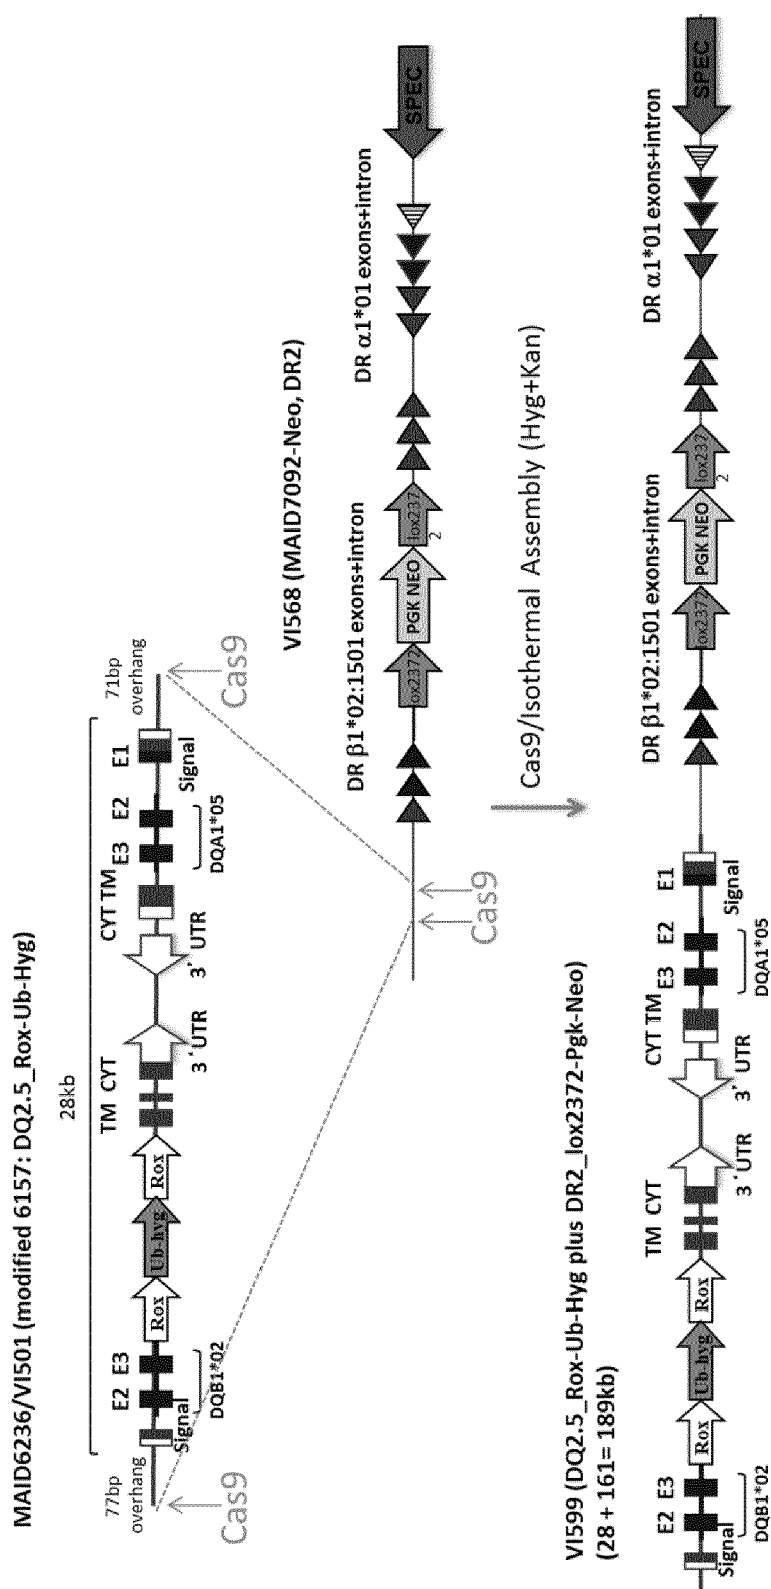 MAID6236/VI501 (modified 6157: DQ2.5_Rox-Ub-Hyg)
28kb
77bp
overhang
71bp
overhang
E2 E3
TM CYT
CYT TM
E3 E2 E1
Signal
DQB1*02
Rox
Ub-hyg
Rox
3' UTR
3' UTR
DQA1*05
Signal
Cas9
Cas9
VI568 (MAID7092-Neo, DR2)
DR β1*02:1501 exons+intron
DR α1*01 exons+intron
lox2372
PGK NEO
lox237
2
SPEC
Cas9
Cas9/Isothermal Assembly (Hyg+Kan)
VI599 (DQ2.5_Rox-Ub-Hyg plus DR2_lox2372-Pgk-Neo)
(28 + 161= 189kb)
E2 E3
TM CYT
CYT TM
E3 E2 E1
Signal
DQB1*02
Rox
Ub-hyg
Rox
3' UTR
3' UTR
DQA1*05
Signal
DR β1*02:1501 exons+intron
DR α1*01 exons+intron
lox2372
PGK NEO
lox237
2
SPEC